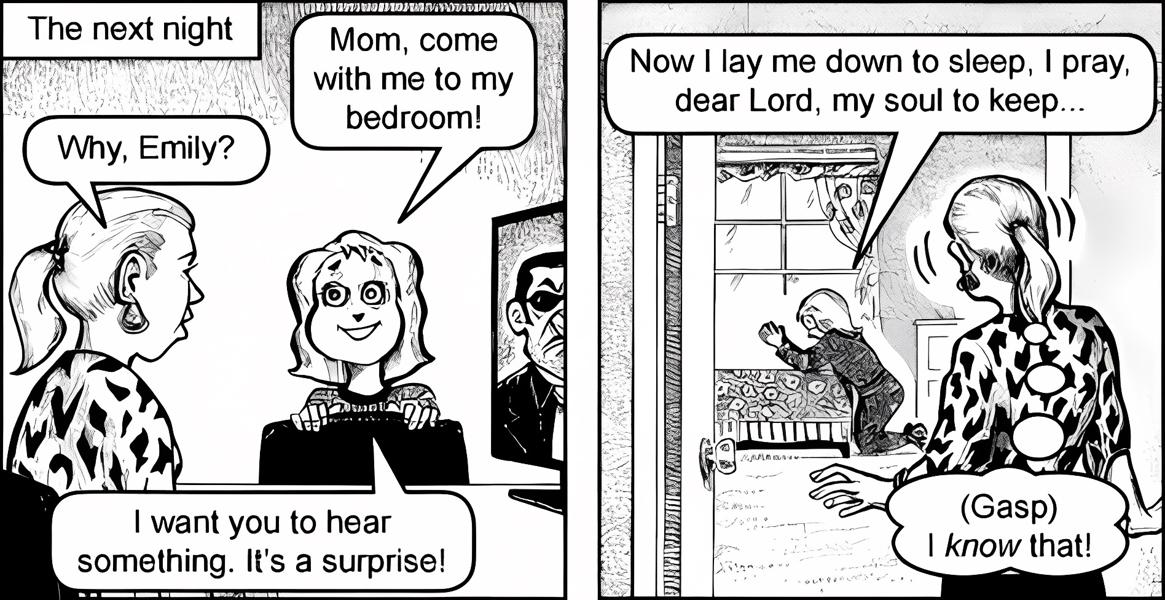 The next night
Mom, come
with me to my
bedroom!
Why, Emily?
I want you to hear
something. It's a surprise!
Now I lay me down to sleep, I pray,
dear Lord, my soul to keep...
(Gasp)
I know that!